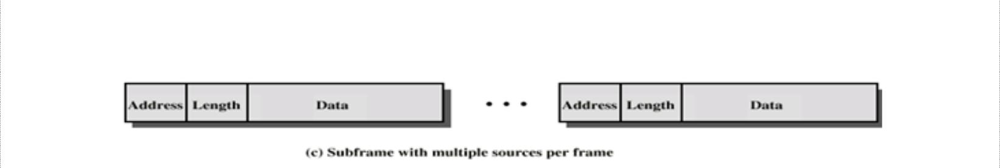 Address Length Data • • • Address Length Data
(c) Subframe with multiple sources per frame